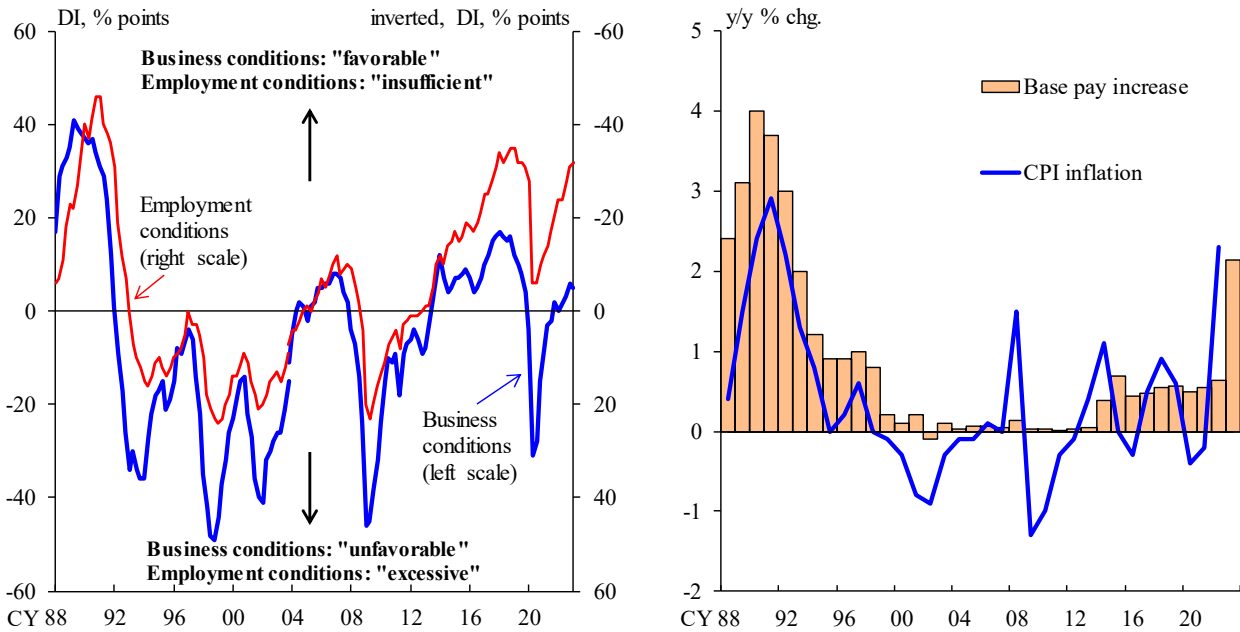 DI, % points
inverted, DI, % points
60
40
20
0
-20
-40
-60
-60
-40
-20
0
20
40
60
Business conditions: "favorable"
Employment conditions: "insufficient"
Employment
conditions
(right scale)
Business
conditions
(left scale)
Business conditions: "unfavorable"
Employment conditions: "excessive"
CY 88 92 96 00 04 08 12 16 20
y/y % chg.
5
4
3
2
1
0
-1
-2
Base pay increase
CPI inflation
CY 88 92 96 00 04 08 12 16 20